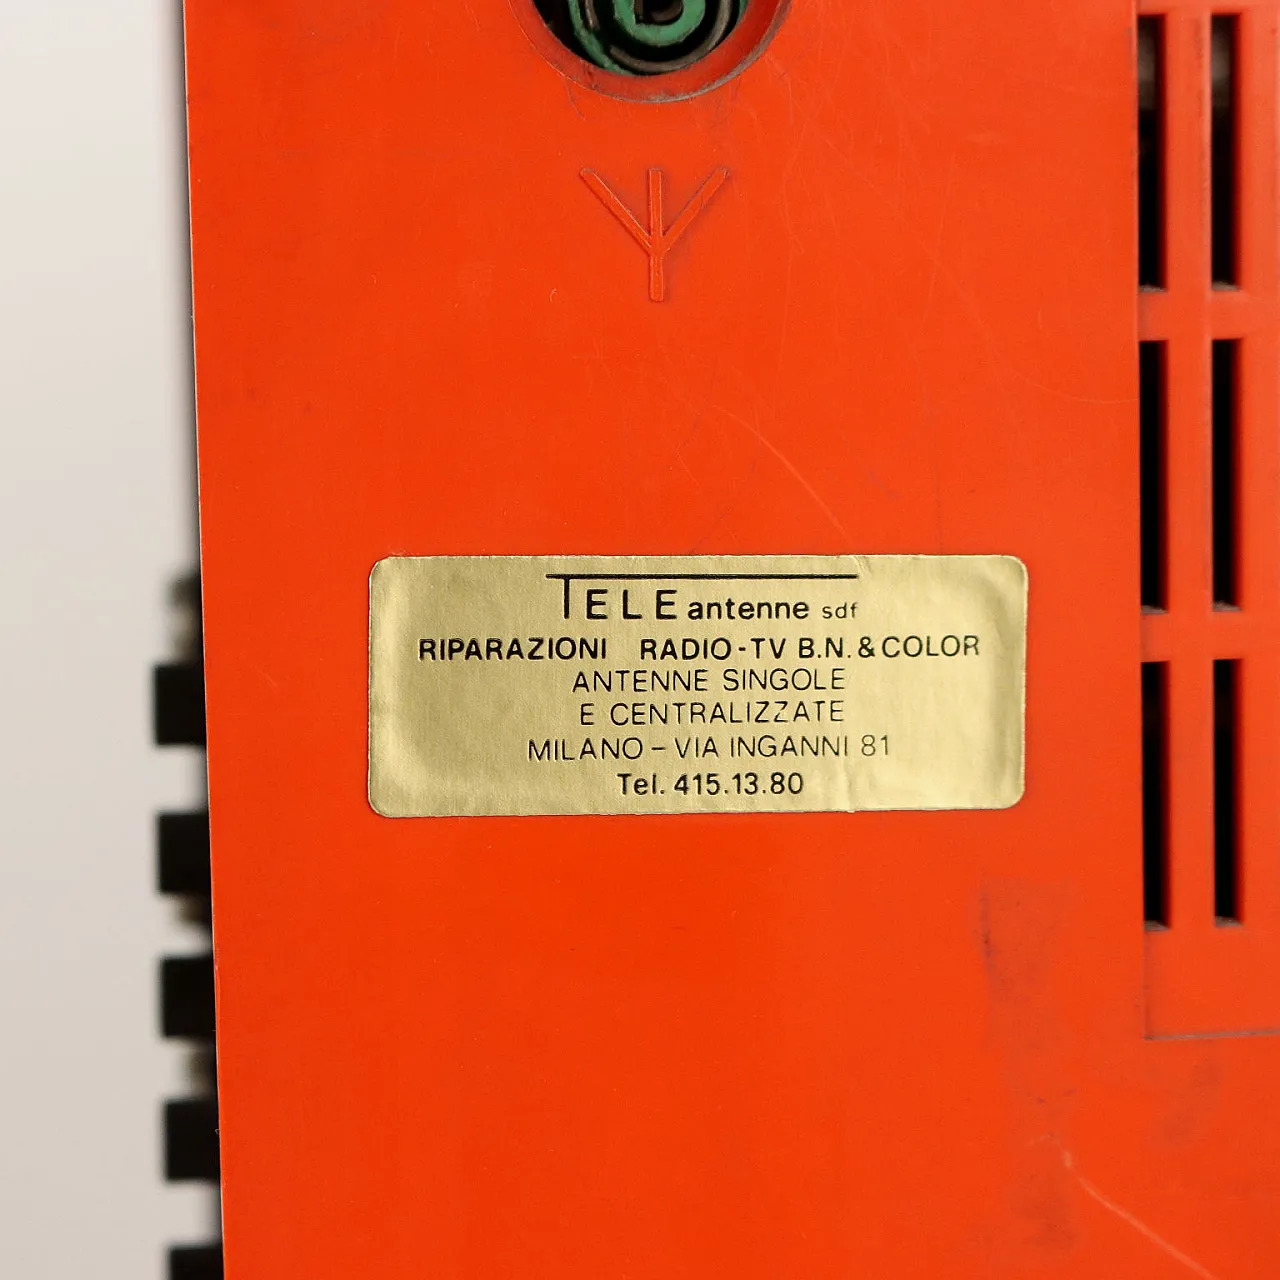 TELE antenne sdf
RIPARAZIONI RADIO-TV B.N. & COLOR
ANTENNE SINGOLE
E CENTRALIZZATE
MILANO - VIA INGANNI 81
Tel. 415.13.80